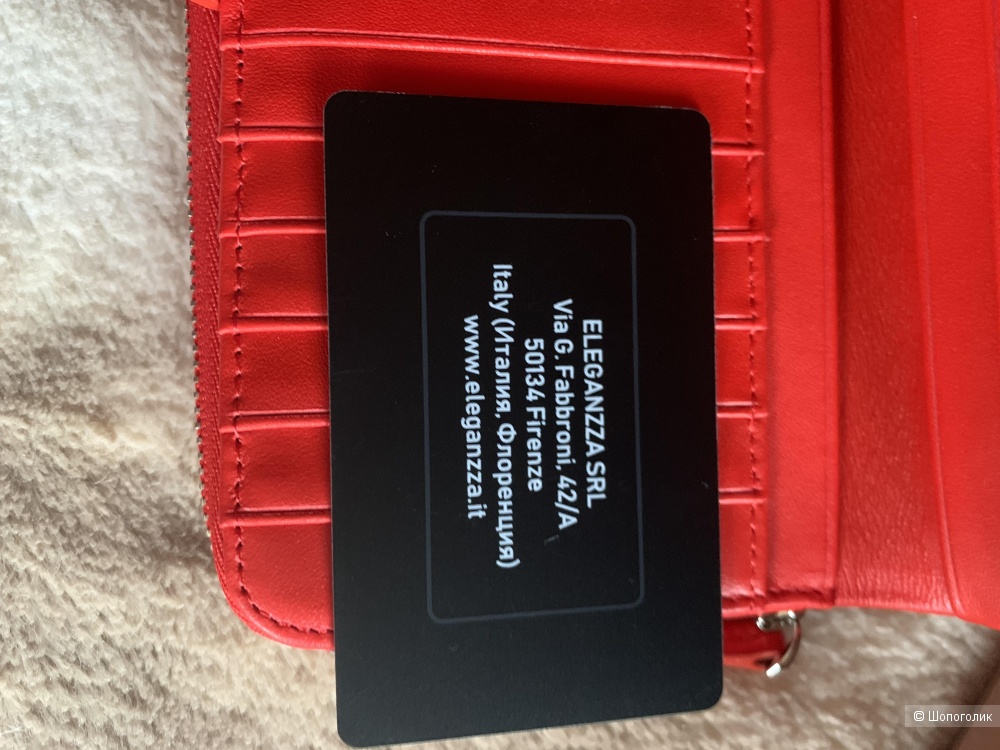 ELEGANZZA SRL
Via G. Fabbroni, 42/A
50134 Firenze
Italy (Италия, Флоренция)
www.eleganzza.it
© Шопоголик